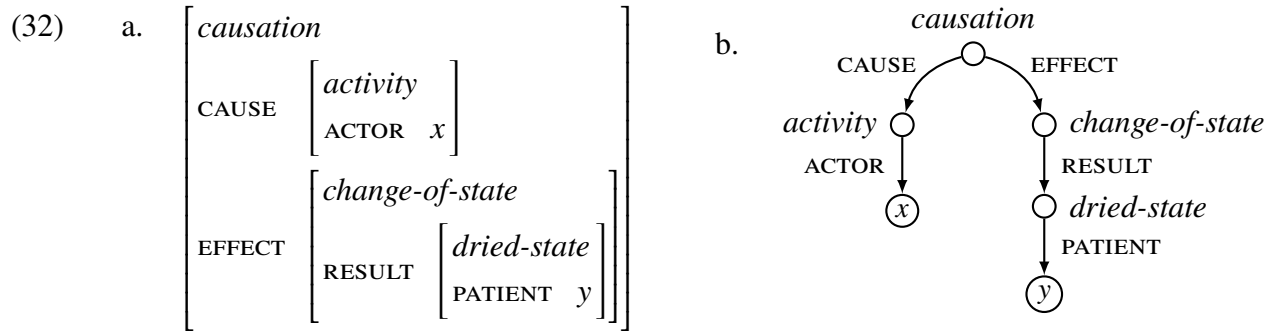 (32) a.
causation
CAUSE
activity
ACTOR x
EFFECT
change-of-state
RESULT
dried-state
PATIENT y
b.
causation
CAUSE EFFECT
activity change-of-state
ACTOR RESULT
x dried-state
PATIENT
y